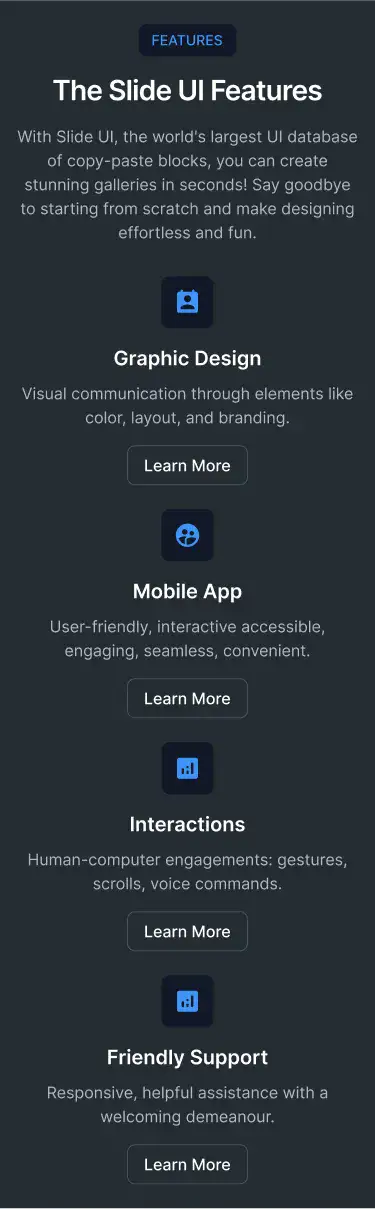 FEATURES
The Slide UI Features
With Slide UI, the world's largest UI database
of copy-paste blocks, you can create
stunning galleries in seconds! Say goodbye
to starting from scratch and make designing
effortless and fun.
Graphic Design
Visual communication through elements like
color, layout, and branding.
Learn More
Mobile App
User-friendly, interactive accessible,
engaging, seamless, convenient.
Learn More
Interactions
Human-computer engagements: gestures,
scrolls, voice commands.
Learn More
Friendly Support
Responsive, helpful assistance with a
welcoming demeanour.
Learn More